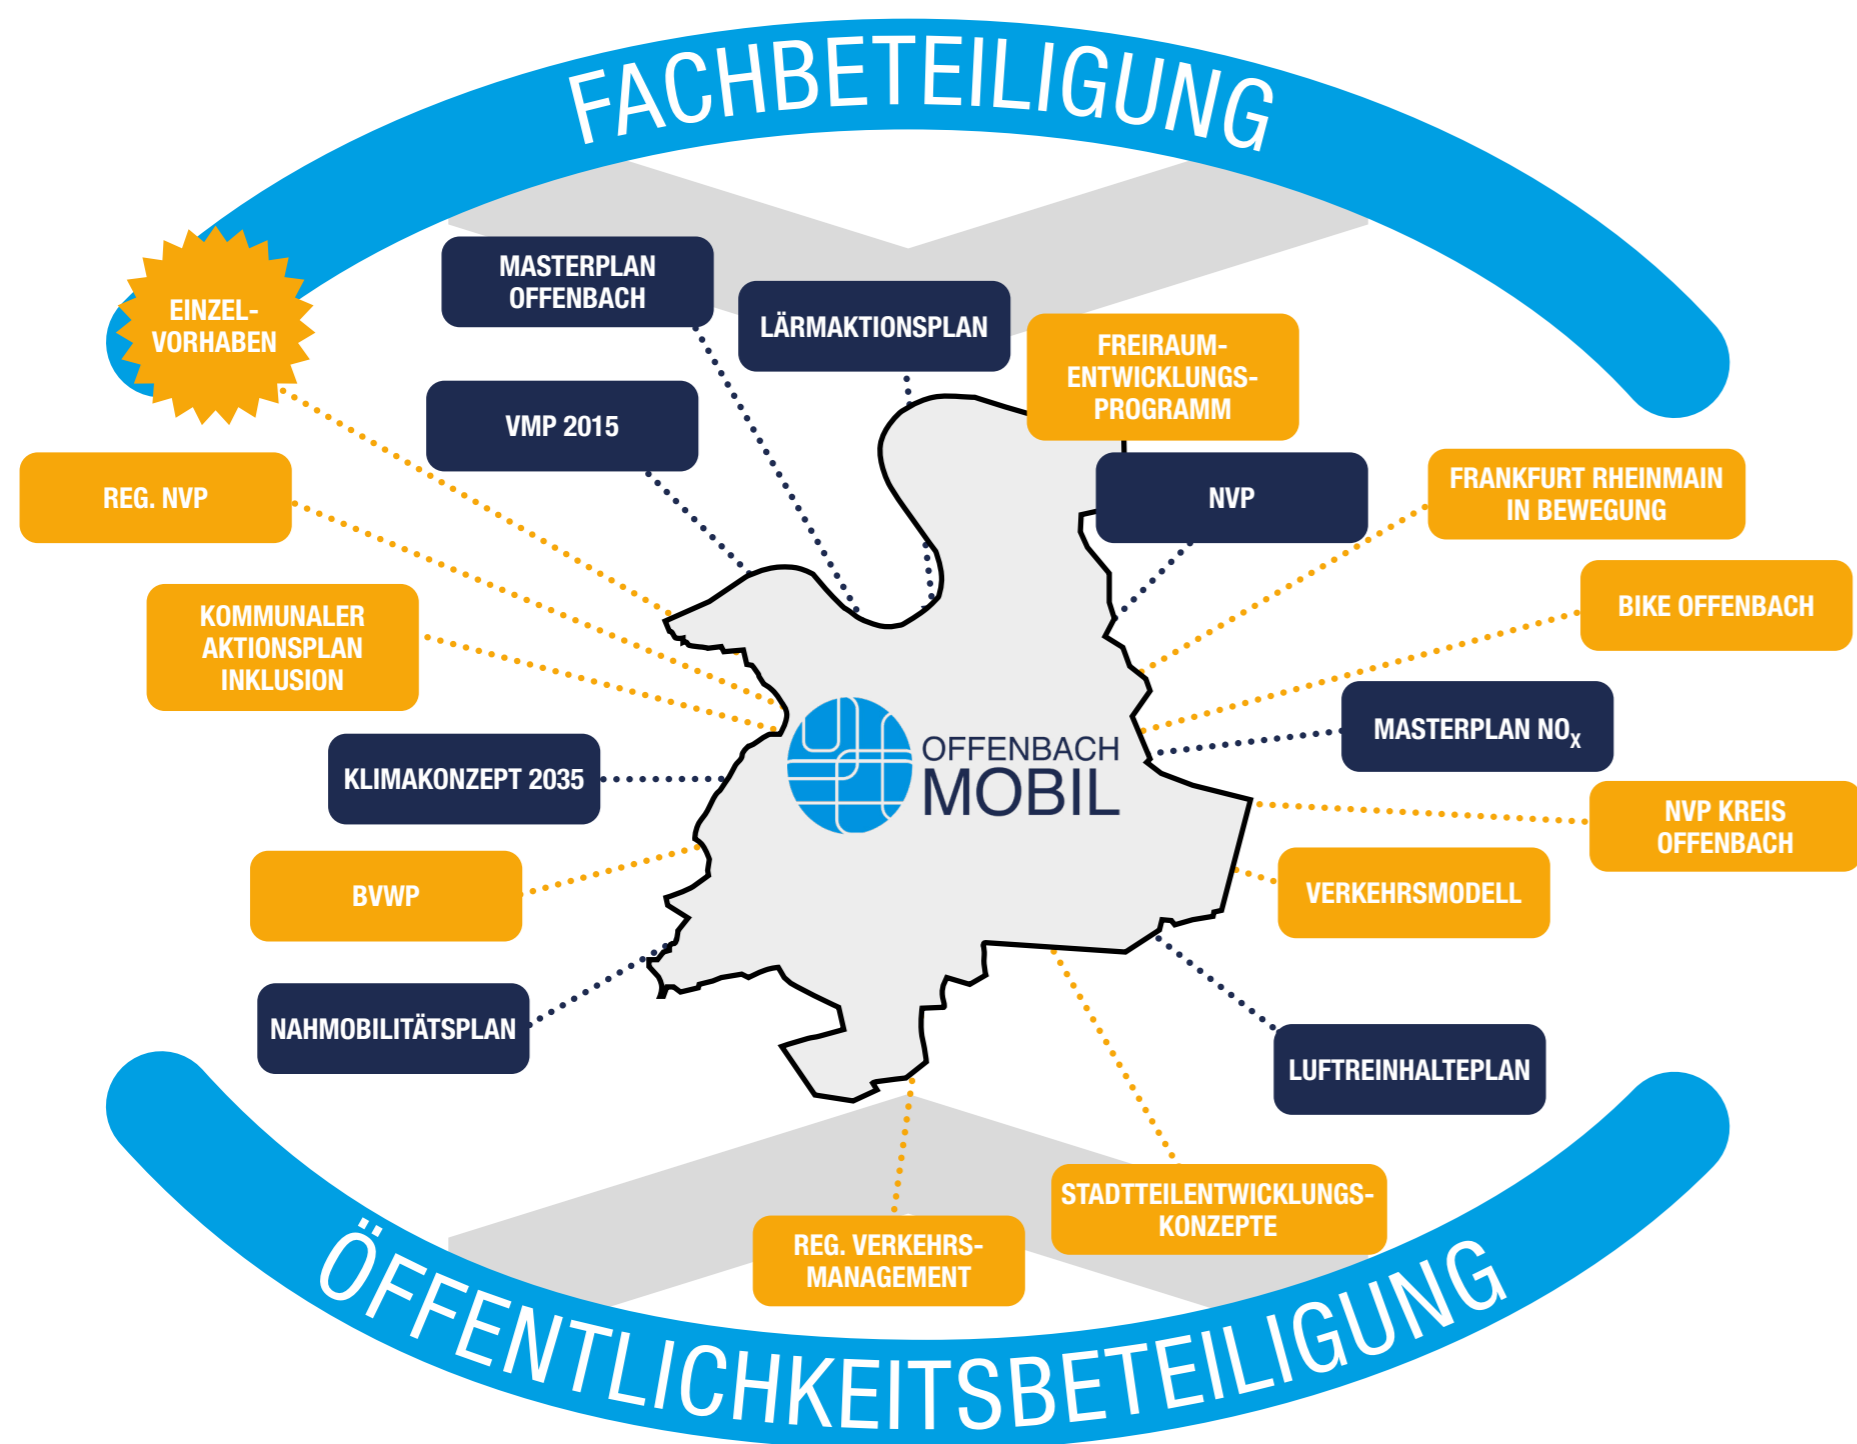 FACHBETEILIGUNG
EINZEL-
VORHABEN
MASTERPLAN
OFFENBACH
LÄRMAKTIONSPLAN
FREIRAUM-
ENTWICKLUNGS-
PROGRAMM
VMP 2015
REG. NVP
NVP
FRANKFURT RHEINMAIN
IN BEWEGUNG
KOMMUNALER
AKTIONSPLAN
INKLUSION
BIKE OFFENBACH
MASTERPLAN NOX
KLIMAKONZEPT 2035
OFFENBACH
MOBIL
NVP KREIS
OFFENBACH
BVWP
VERKEHRSMODELL
NAHMOBILITÄTSPLAN
LUFTREINHALTEPLAN
STADTTEILENTWICKLUNGS-
KONZEPTE
REG. VERKEHRS-
MANAGEMENT
ÖFFENTLICHKEITSBETEILIGUNG